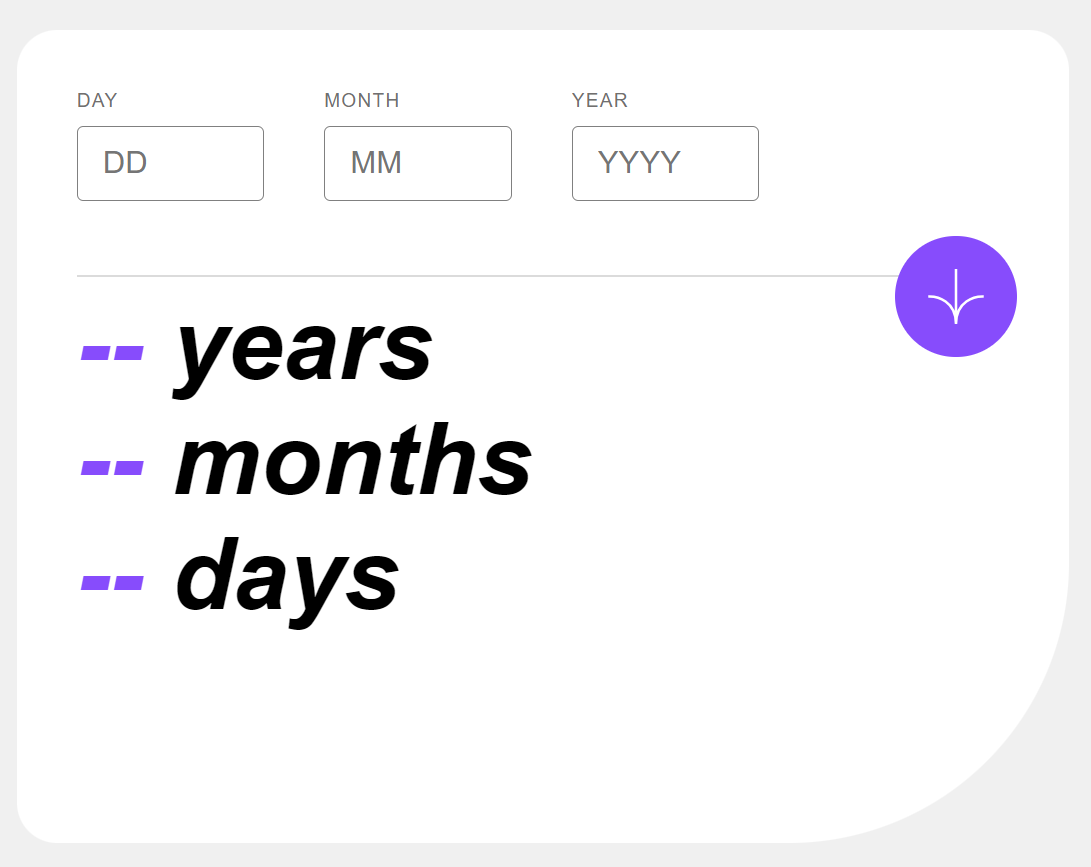 DAY MONTH YEAR
DD MM YYYY
-- years
-- months
-- days